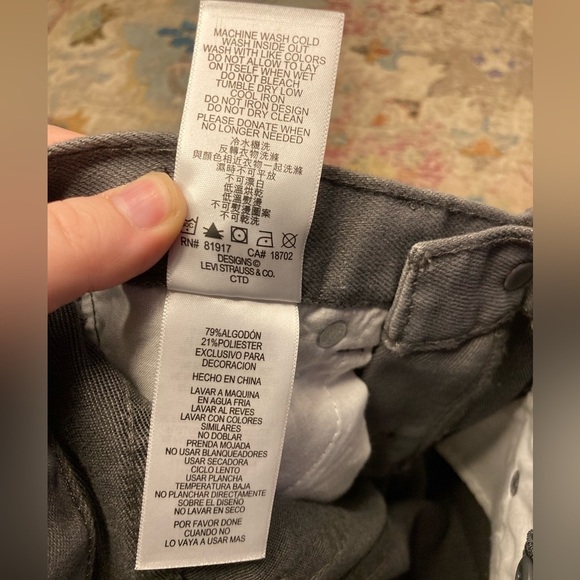 MACHINE WASH COLD
WASH INSIDE OUT
WASH WITH LIKE COLORS
DO NOT ALLOW TO LAY
ON ITSELF WHEN WET
DO NOT BLEACH
TUMBLE DRY LOW
COOL IRON
DO NOT IRON DESIGN
DO NOT DRY CLEAN
PLEASE DONATE WHEN
NO LONGER NEEDED
冷水機洗
反轉衣物洗滌
與顏色相近衣物一起洗滌
濕時不可平放
不可漂白
低溫烘乾
低溫熨燙
不可熨燙圖案
不可乾洗
RN# 81917 CA# 18702
DESIGNS©
LEVI STRAUSS & CO.
CTD
79%ALGODÓN
21%POLIESTER
EXCLUSIVO PARA
DECORACION
HECHO EN CHINA
LAVAR A MAQUINA
EN AGUA FRIA
LAVAR AL REVES
LAVAR CON COLORES
SIMILARES
NO DOBLAR
PRENDA MOJADA
NO USAR BLANQUEADORES
USAR SECADORA
CICLO LENTO
USAR PLANCHA
TEMPERATURA BAJA
NO PLANCHAR DIRECTAMENTE
SOBRE EL DISEÑO
NO LAVAR EN SECO
POR FAVOR DONE
CUANDO NO
LO VAYA A USAR MAS